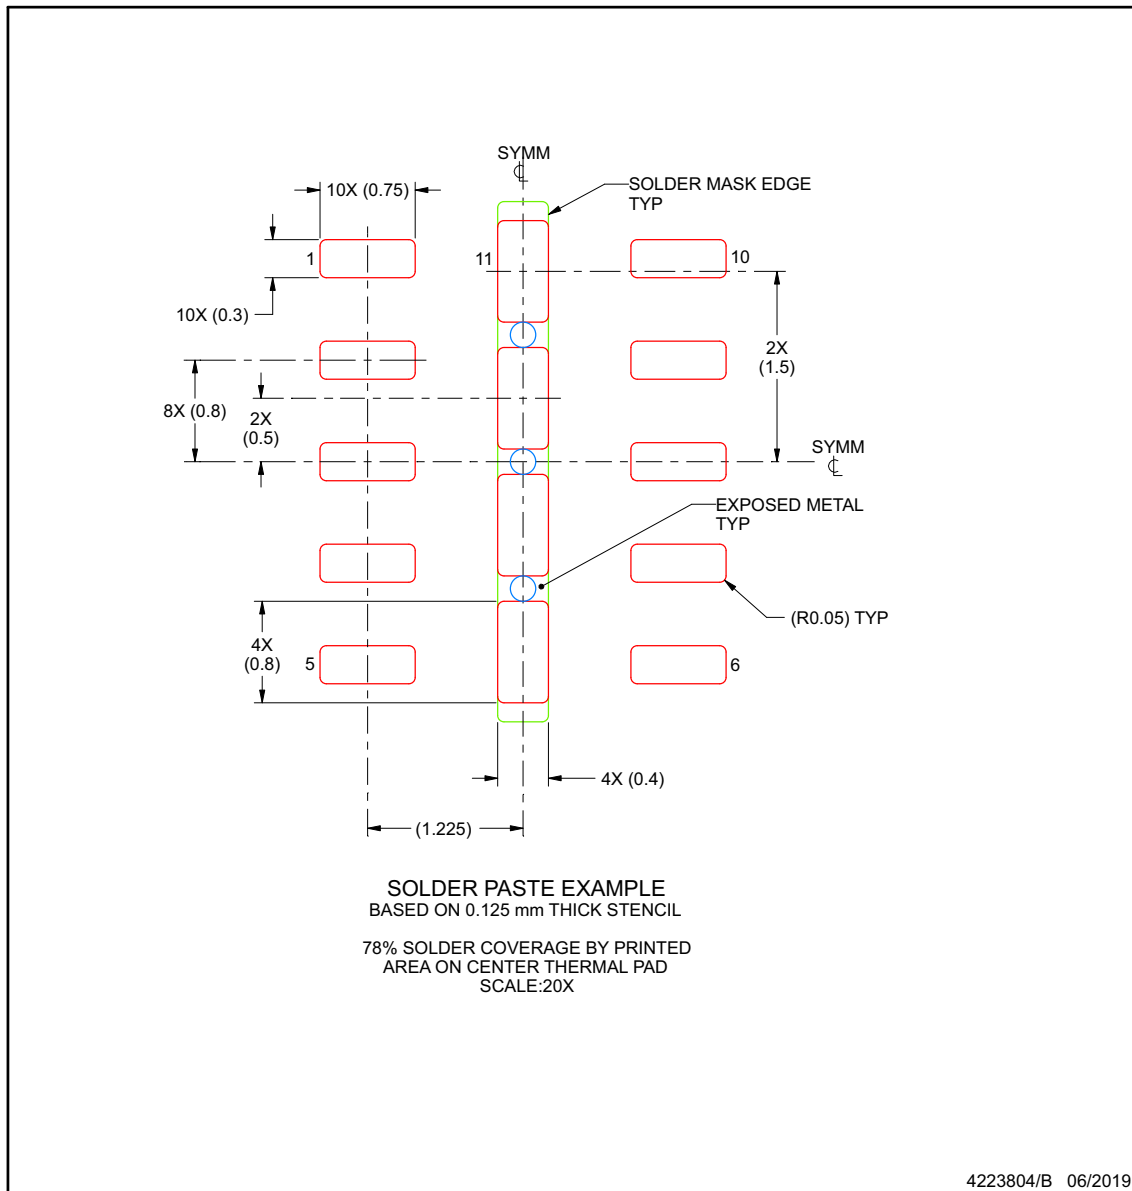 SYMM
SOLDER MASK EDGE
TYP
10X (0.75)
1
11
10
10X (0.3)
2X
(1.5)
8X (0.8)
2X
(0.5)
SYMM
EXPOSED METAL
TYP
(R0.05) TYP
4X
(0.8)
5
6
4X (0.4)
(1.225)
SOLDER PASTE EXAMPLE
BASED ON 0.125 mm THICK STENCIL
78% SOLDER COVERAGE BY PRINTED
AREA ON CENTER THERMAL PAD
SCALE:20X
4223804/B 06/2019